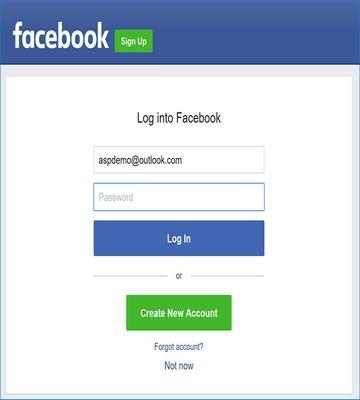 facebook
Sign Up
Log into Facebook
aspdemo@outlook.com
Password
Log In
or
Create New Account
Forgot account?
Not now